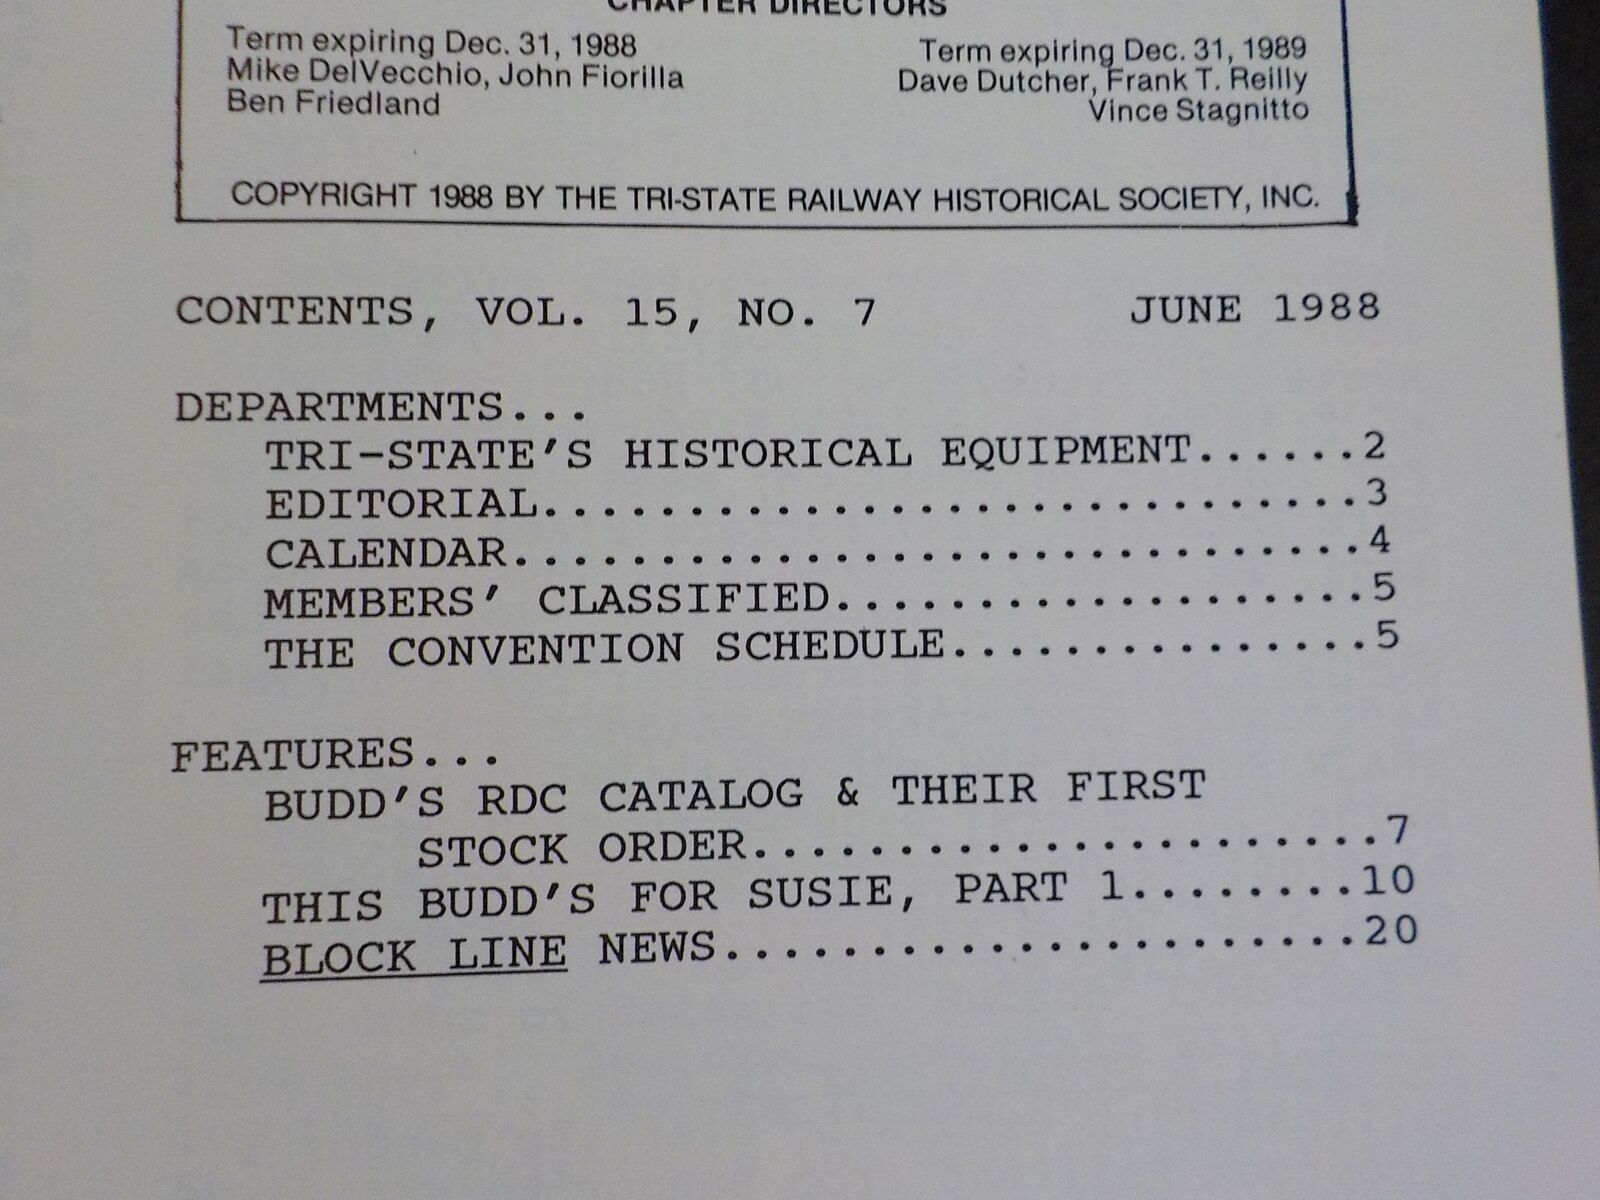 CHAPTER DIRECTORS
Term expiring Dec. 31, 1988
Mike DelVecchio, John Fiorilla
Ben Friedland
Term expiring Dec. 31, 1989
Dave Dutcher, Frank T. Reilly
Vince Stagnitto
COPYRIGHT 1988 BY THE TRI-STATE RAILWAY HISTORICAL SOCIETY, INC.
CONTENTS, VOL. 15, NO. 7 JUNE 1988
DEPARTMENTS...
TRI-STATE'S HISTORICAL EQUIPMENT......2
EDITORIAL............................3
CALENDAR.............................4
MEMBERS' CLASSIFIED..................5
THE CONVENTION SCHEDULE..............5
FEATURES...
BUDD'S RDC CATALOG & THEIR FIRST
STOCK ORDER......................7
THIS BUDD'S FOR SUSIE, PART 1........10
BLOCK LINE NEWS......................20